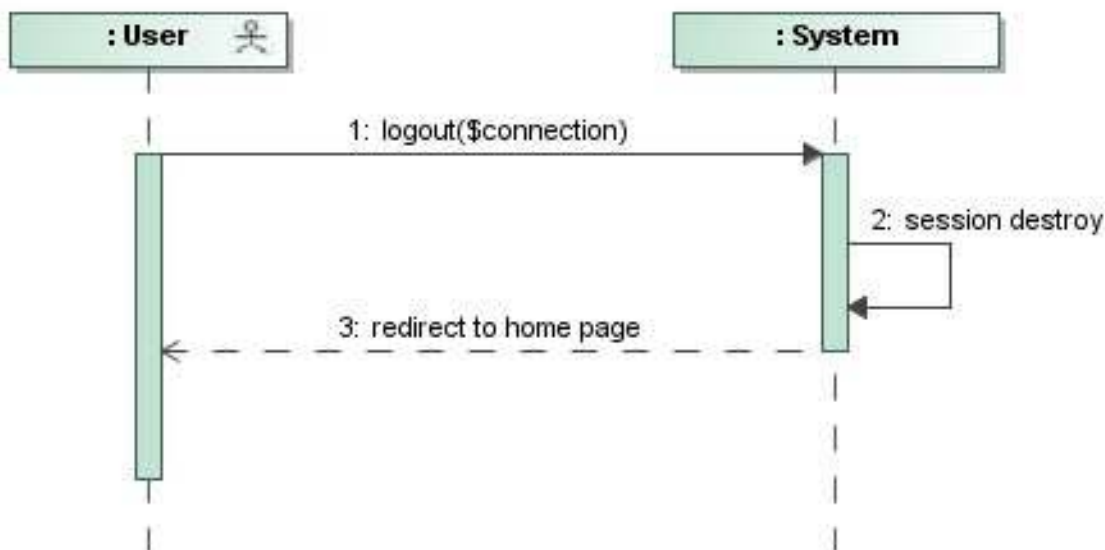 : User
: System
1: logout($connection)
2: session destroy
3: redirect to home page